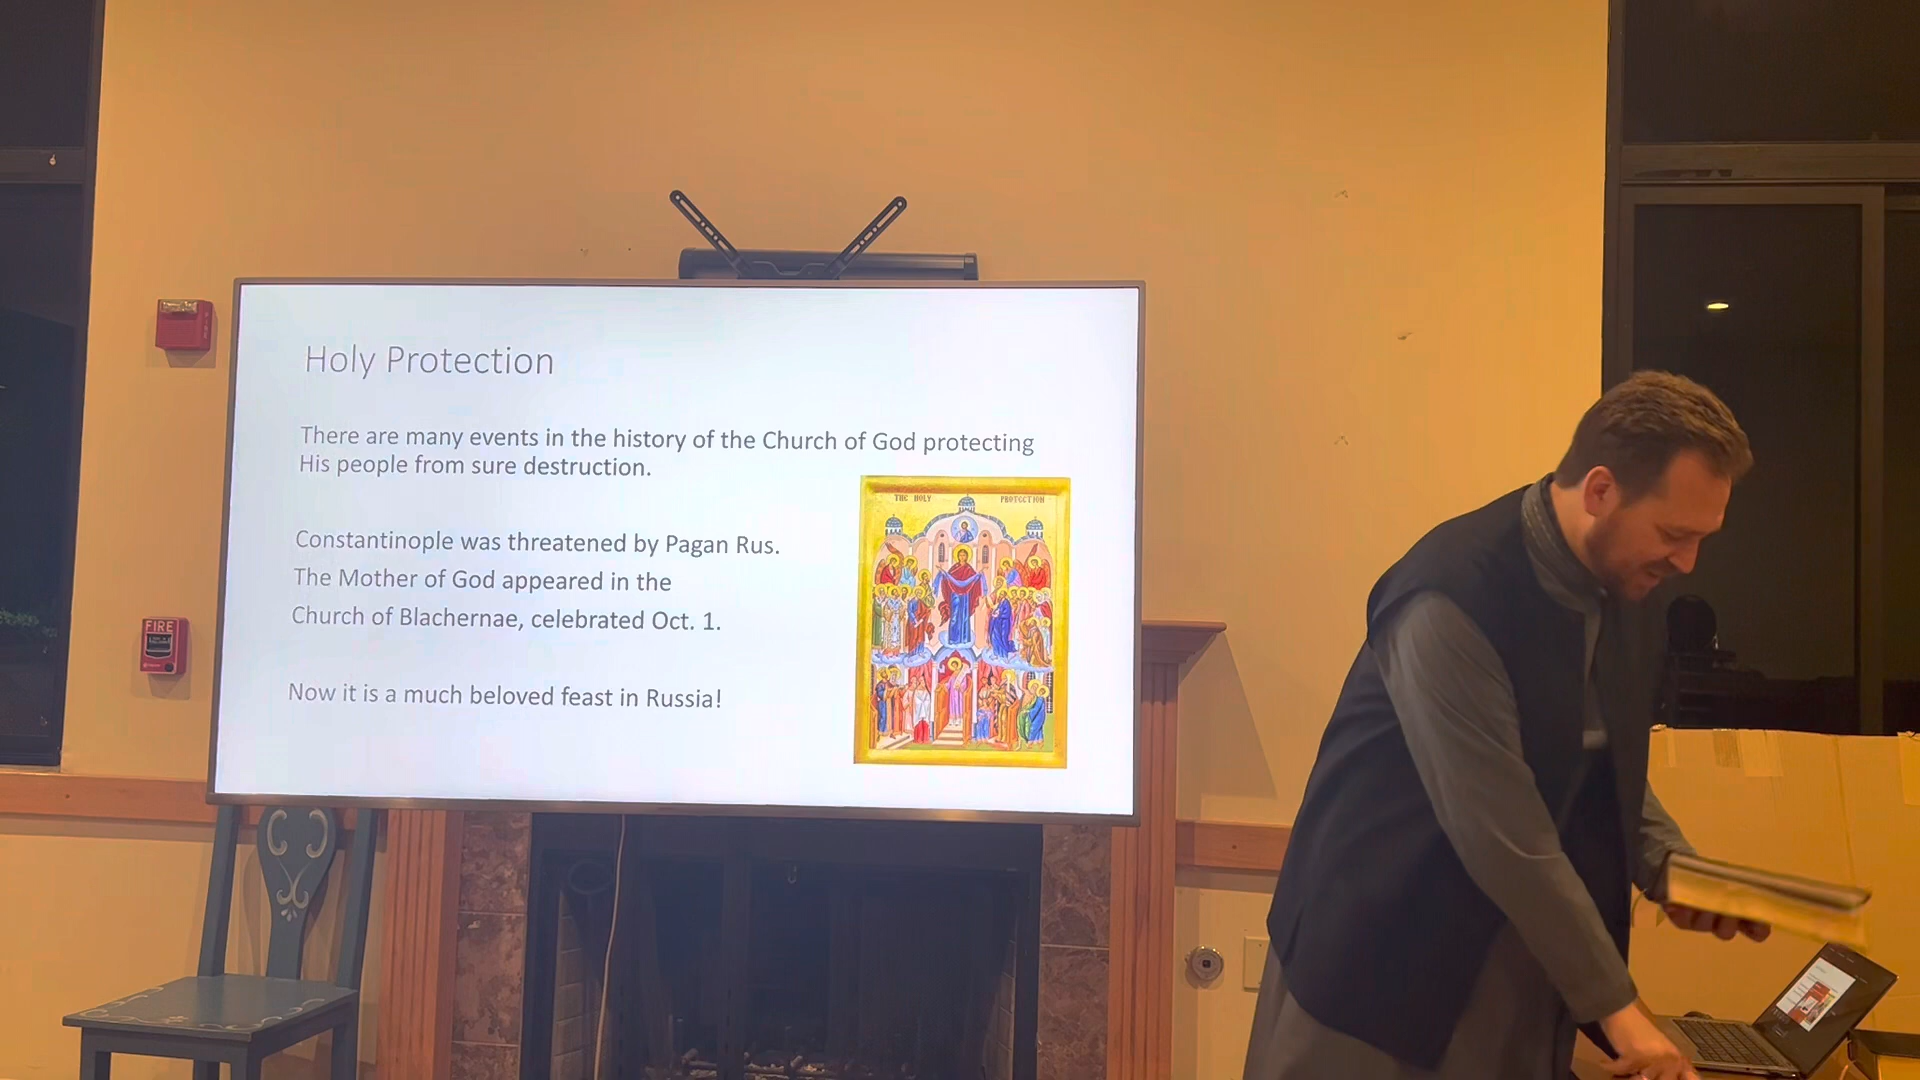 Holy Protection
There are many events in the history of the Church of God protecting
His people from sure destruction.
Constantinople was threatened by Pagan Rus.
The Mother of God appeared in the
Church of Blachernae, celebrated Oct. 1.
Now it is a much beloved feast in Russia!
THE HOLY PROTECTION
FIRE
FIRE